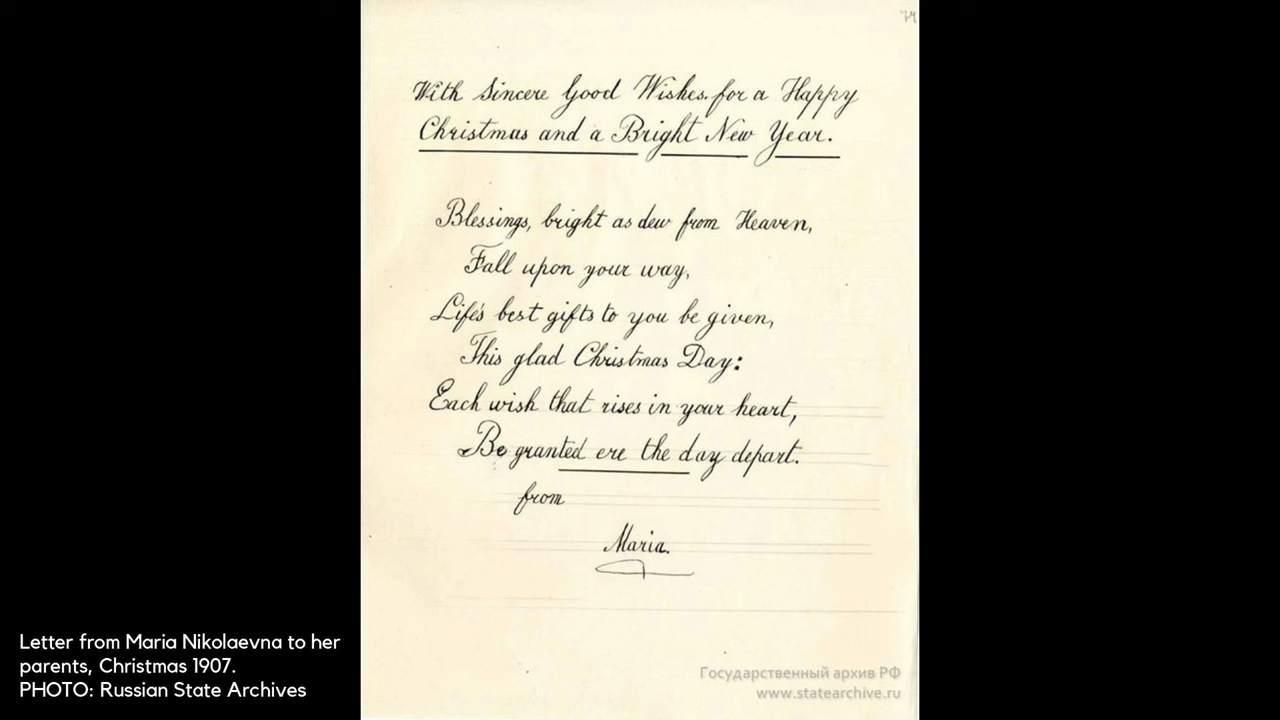 74
With Sincere Good Wishes for a Happy
Christmas and a Bright New Year.
Blessings, bright as dew from Heaven,
Fall upon your way,
Life's best gifts to you be given,
This glad Christmas Day:
Each wish that rises in your heart,
Be granted ere the day depart.
from
Maria.
Letter from Maria Nikolaevna to her
parents, Christmas 1907.
PHOTO: Russian State Archives
Государственный архив РФ
www.statearchive.ru